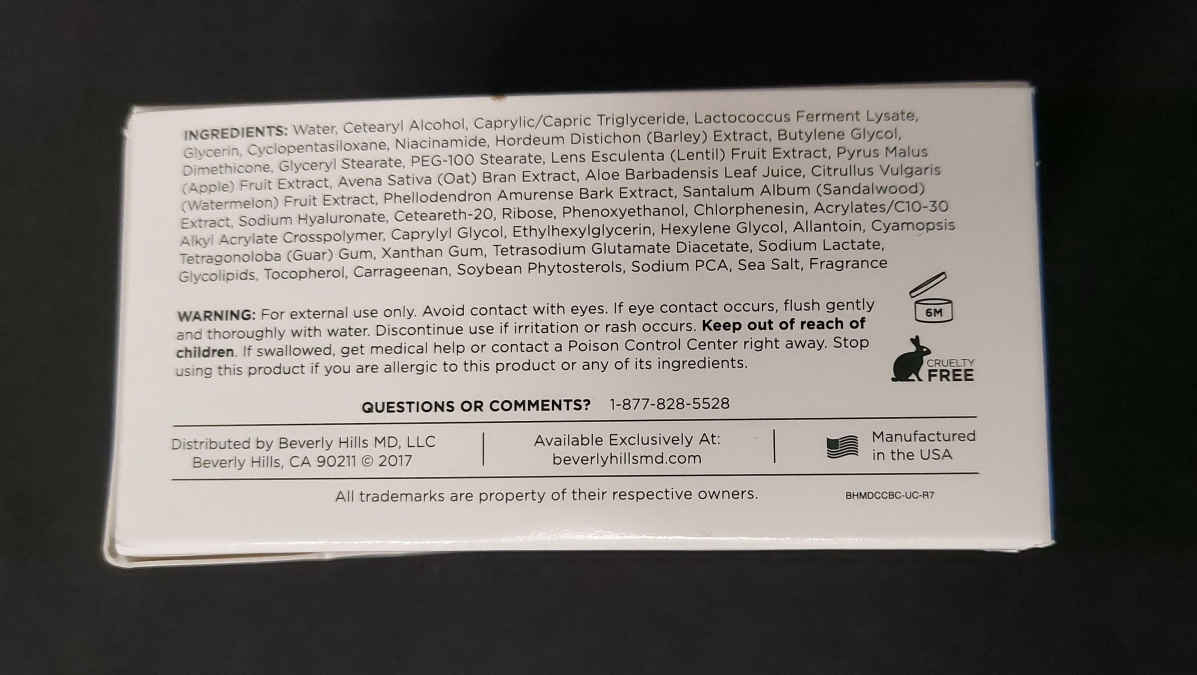 INGREDIENTS: Water, Cetearyl Alcohol, Caprylic/Capric Triglyceride, Lactococcus Ferment Lysate,
Glycerin, Cyclopentasiloxane, Niacinamide, Hordeum Distichon (Barley) Extract, Butylene Glycol,
Dimethicone, Glyceryl Stearate, PEG-100 Stearate, Lens Esculenta (Lentil) Fruit Extract, Pyrus Malus
(Apple) Fruit Extract, Avena Sativa (Oat) Bran Extract, Aloe Barbadensis Leaf Juice, Citrullus Vulgaris
(Watermelon) Fruit Extract, Phellodendron Amurense Bark Extract, Santalum Album (Sandalwood)
Extract, Sodium Hyaluronate, Ceteareth-20, Ribose, Phenoxyethanol, Chlorphenesin, Acrylates/C10-30
Alkyl Acrylate Crosspolymer, Caprylyl Glycol, Ethylhexylglycerin, Hexylene Glycol, Allantoin, Cyamopsis
Tetragonoloba (Guar) Gum, Xanthan Gum, Tetrasodium Glutamate Diacetate, Sodium Lactate,
Glycolipids, Tocopherol, Carrageenan, Soybean Phytosterols, Sodium PCA, Sea Salt, Fragrance
WARNING: For external use only. Avoid contact with eyes. If eye contact occurs, flush gently
and thoroughly with water. Discontinue use if irritation or rash occurs. Keep out of reach of
children. If swallowed, get medical help or contact a Poison Control Center right away. Stop
using this product if you are allergic to this product or any of its ingredients.
6M
CRUELTY
FREE
QUESTIONS OR COMMENTS? 1-877-828-5528
Distributed by Beverly Hills MD, LLC
Beverly Hills, CA 90211 © 2017
Available Exclusively At:
beverlyhillsmd.com
Manufactured
in the USA
All trademarks are property of their respective owners.
BHMDCCBC-UC-R7